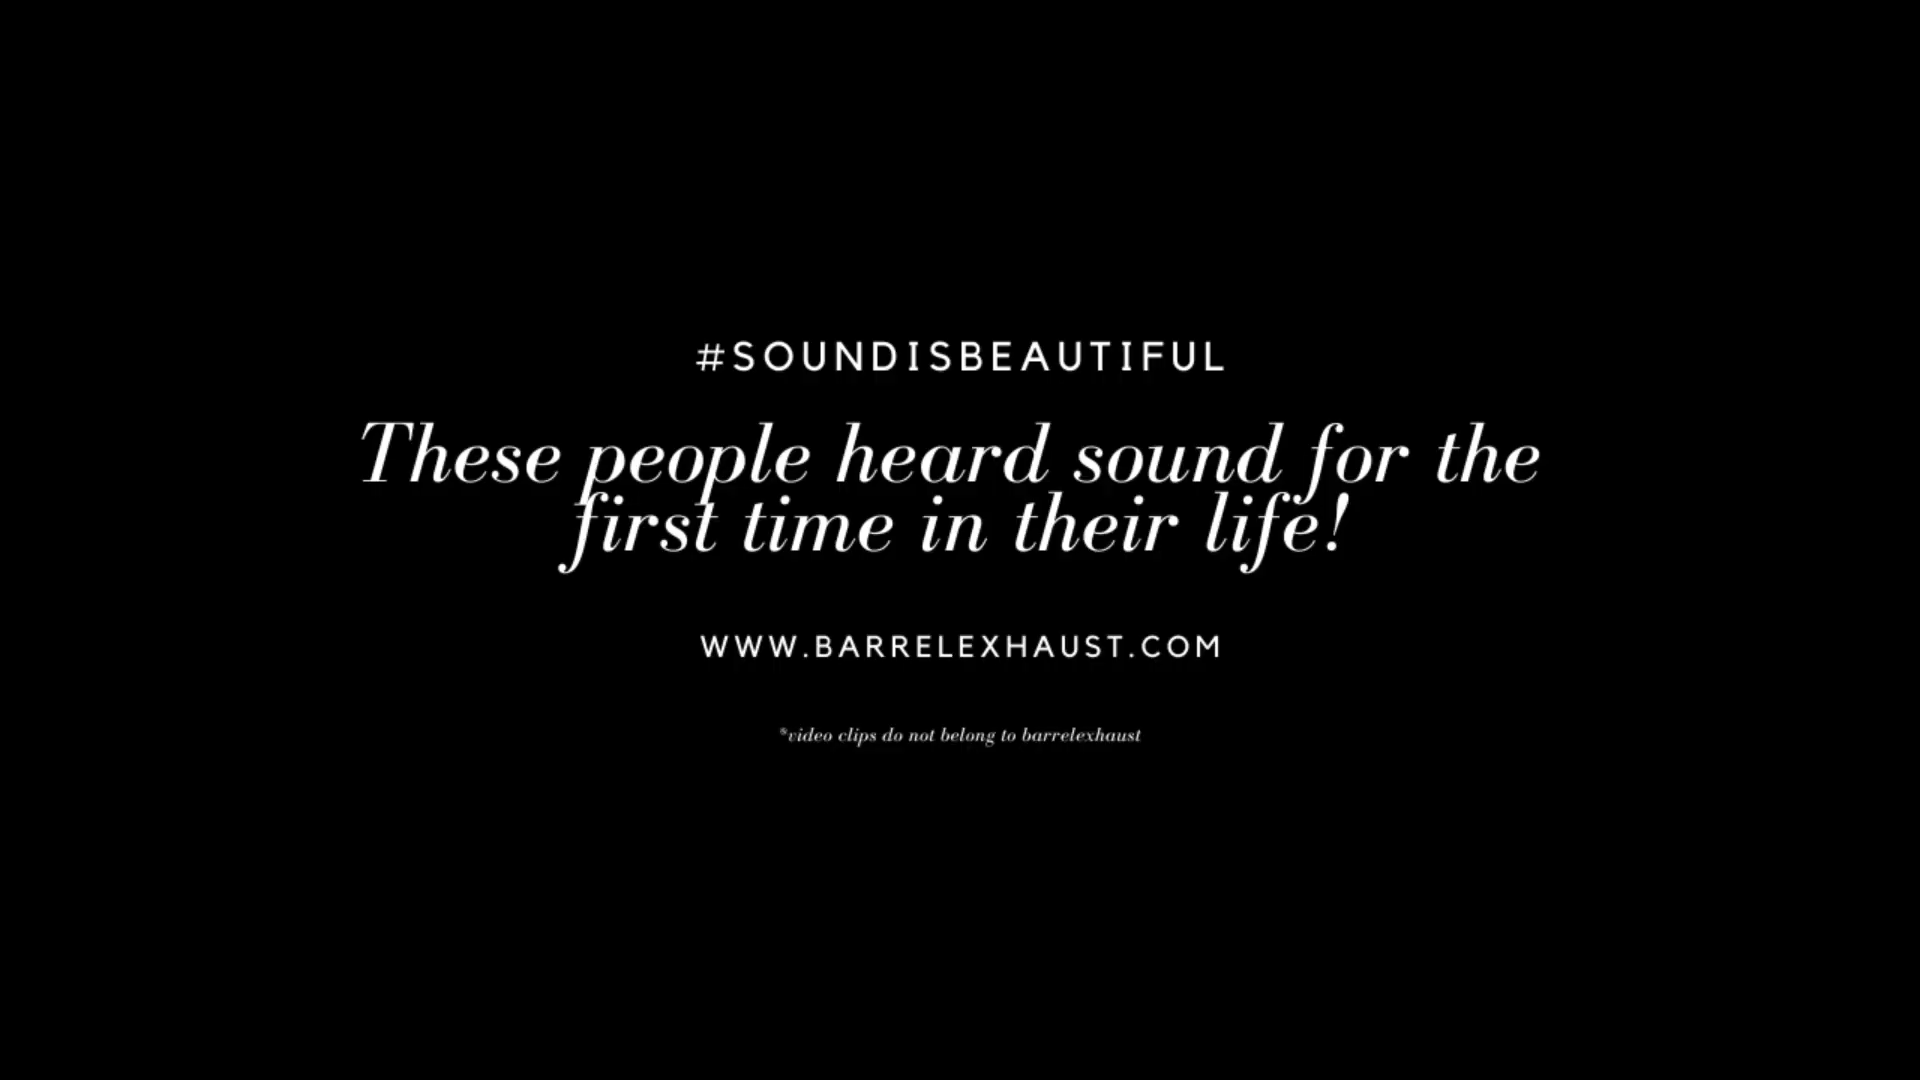 #SOUNDISBEAUTIFUL
These people heard sound for the
first time in their life!
WWW.BARRELEXHAUST.COM
*video clips do not belong to barrelexhaust